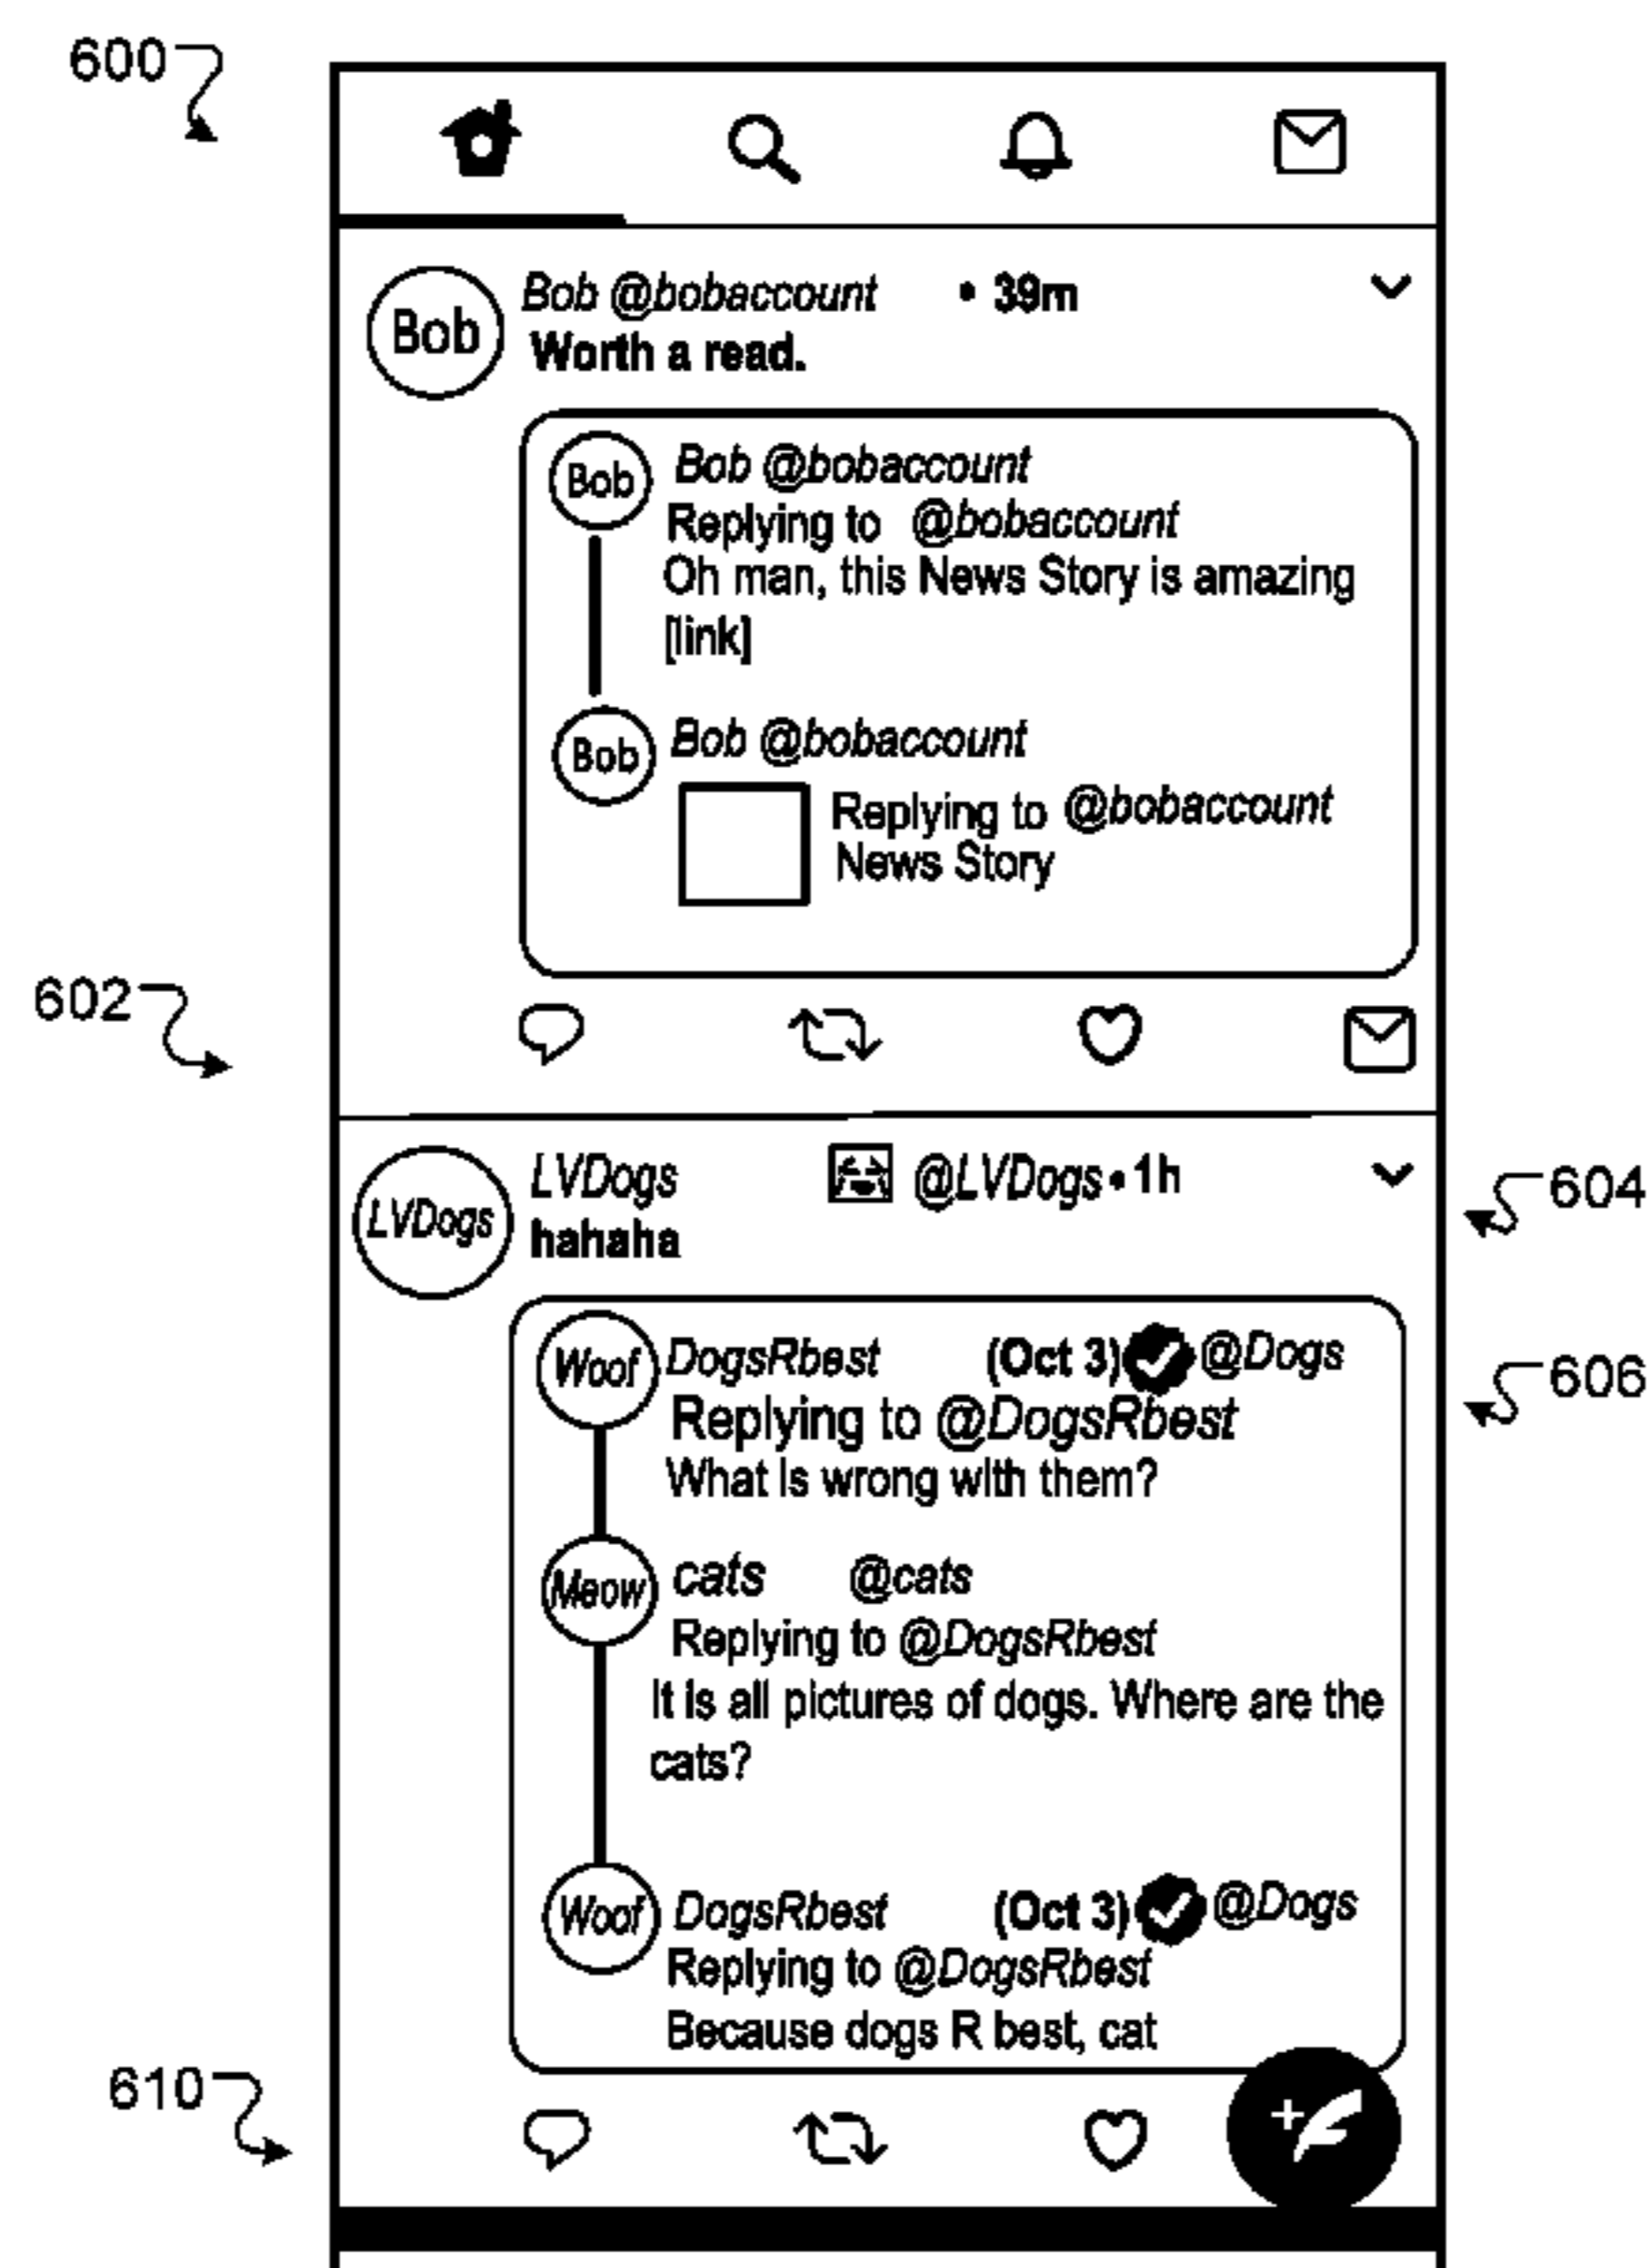 600
Bob Bob @bobaccount • 39m
Worth a read.
Bob Bob @bobaccount
Replying to @bobaccount
Oh man, this News Story is amazing
[link]
Bob Bob @bobaccount
Replying to @bobaccount
News Story
602
LVDogs LVDogs @LVDogs • 1h
604
hahaha
Woof DogsRbest (Oct 3) @Dogs
606
Replying to @DogsRbest
What is wrong with them?
Meow cats @cats
Replying to @DogsRbest
It is all pictures of dogs. Where are the
cats?
Woof DogsRbest (Oct 3) @Dogs
Replying to @DogsRbest
Because dogs R best, cat
610